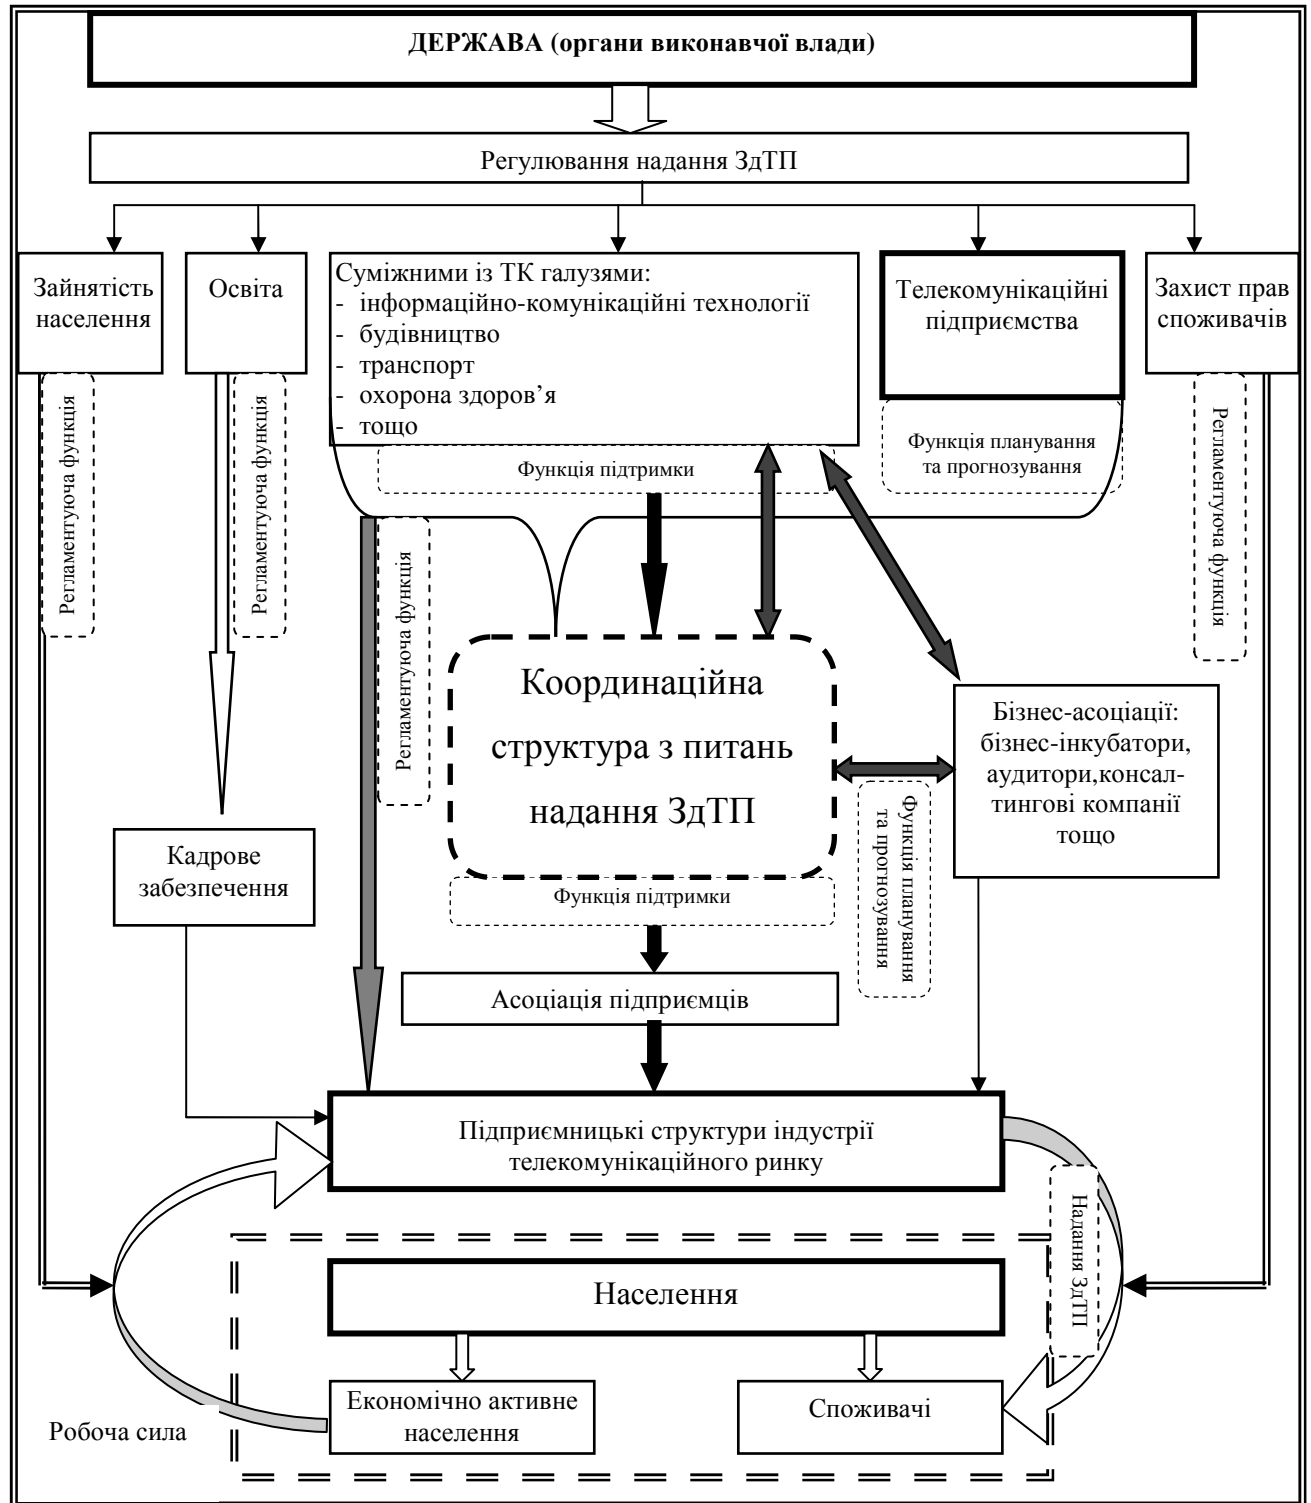 ДЕРЖАВА (органи виконавчої влади)
Регулювання надання ЗдТП
Зайнятість
населення
Освіта
Суміжними із ТК галузями:
- інформаційно-комунікаційні технології
- будівництво
- транспорт
- охорона здоров’я
- тощо
Телекомунікаційні
підприємства
Захист прав
споживачів
Регламентуюча функція
Регламентуюча функція
Функція підтримки
Функція планування
та прогнозування
Регламентуюча функція
Регламентуюча функція
Координаційна
структура з питань
надання ЗдТП
Бізнес-асоціації:
бізнес-інкубатори,
аудитори,консал-
тингові компанії
тощо
Функція планування
та прогнозування
Кадрове
забезпечення
Функція підтримки
Асоціація підприємців
Підприємницькі структури індустрії
телекомунікаційного ринку
Надання ЗдТП
Населення
Економічно активне
населення
Споживачі
Робоча сила